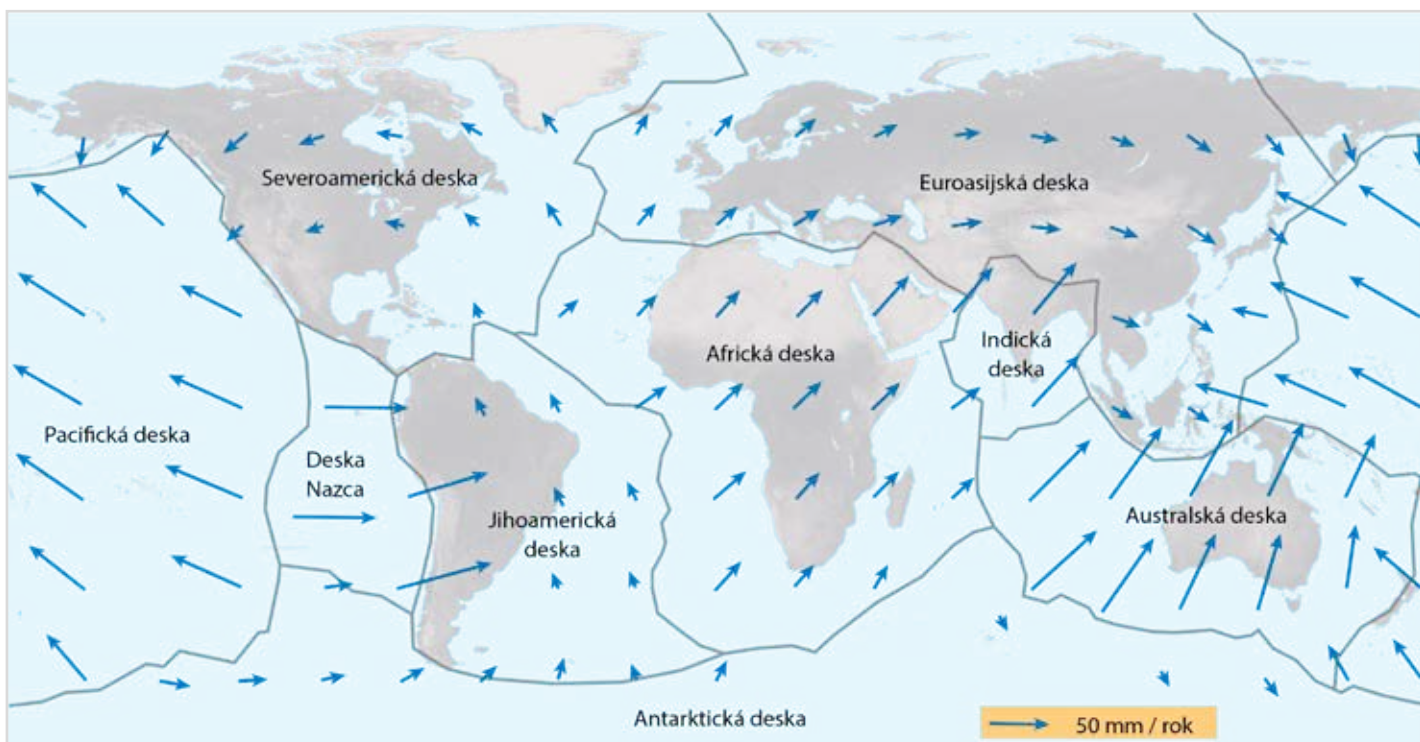 Severoamerická deska
Euroasijská deska
Africká deska
Indická
deska
Pacifická deska
Deska
Nazca
Jihoamerická
deska
Australská deska
Antarktická deska
50 mm / rok